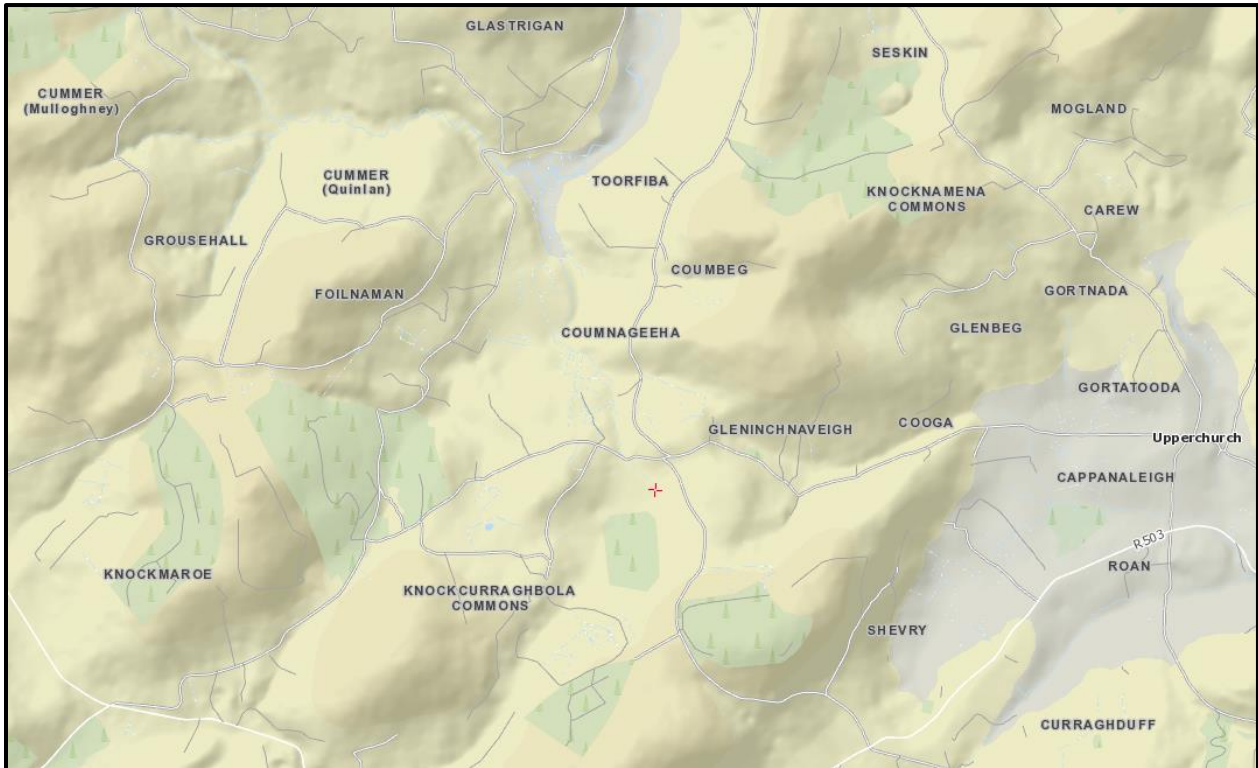 GLASTRIGAN
SESKIN
CUMMER
(Mulloghney)
MOGLAND
CUMMER
(Quinlan)
TOORFIBA
KNOCKNAMENA
COMMONS
CAREW
GROUSEHALL
COUMBEG
FOILNAMAN
GORTNADA
COUMNAGEEHA
GLENBEG
GORTATOODA
GLENINCHNAVEIGH
COOGA
Upperchurch
CAPPANALEIGH
R503
ROAN
KNOCKMAROE
KNOCKCURRAGHBOLA
COMMONS
SHEVRY
CURRAGHDUFF